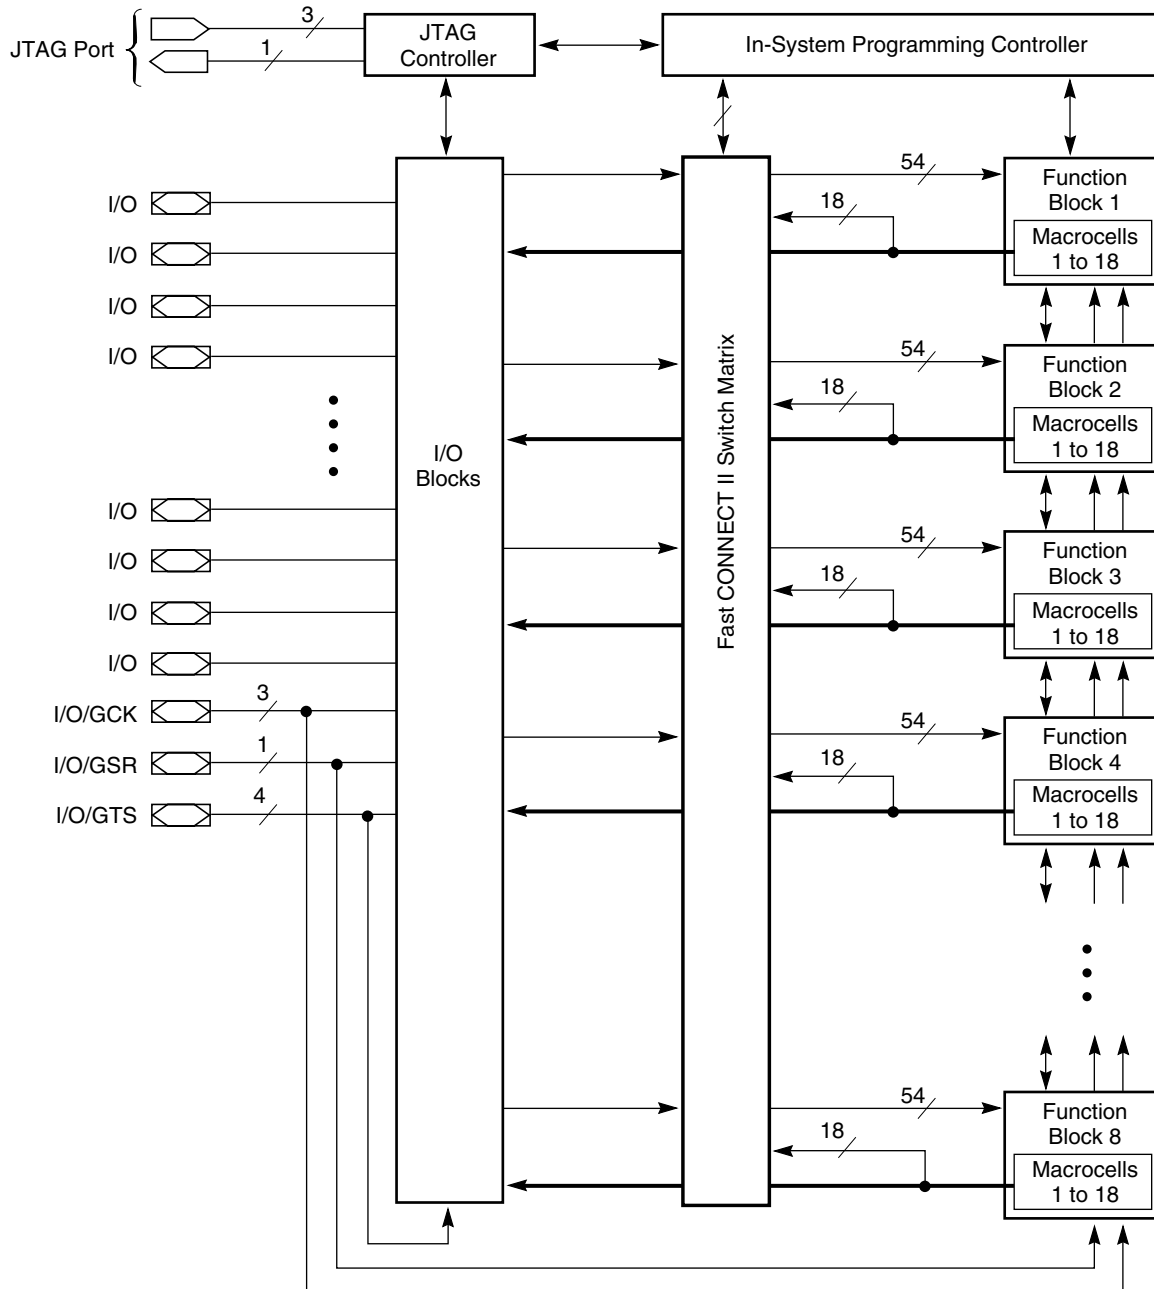 JTAG Port
3
1
JTAG
Controller
In-System Programming Controller
I/O
I/O
I/O
I/O
I/O
I/O
I/O
I/O
I/O/GCK
3
I/O/GSR
1
I/O/GTS
4
I/O
Blocks
Fast CONNECT II Switch Matrix
54
18
Function
Block 1
Macrocells
1 to 18
54
18
Function
Block 2
Macrocells
1 to 18
54
18
Function
Block 3
Macrocells
1 to 18
54
18
Function
Block 4
Macrocells
1 to 18
54
18
Function
Block 8
Macrocells
1 to 18